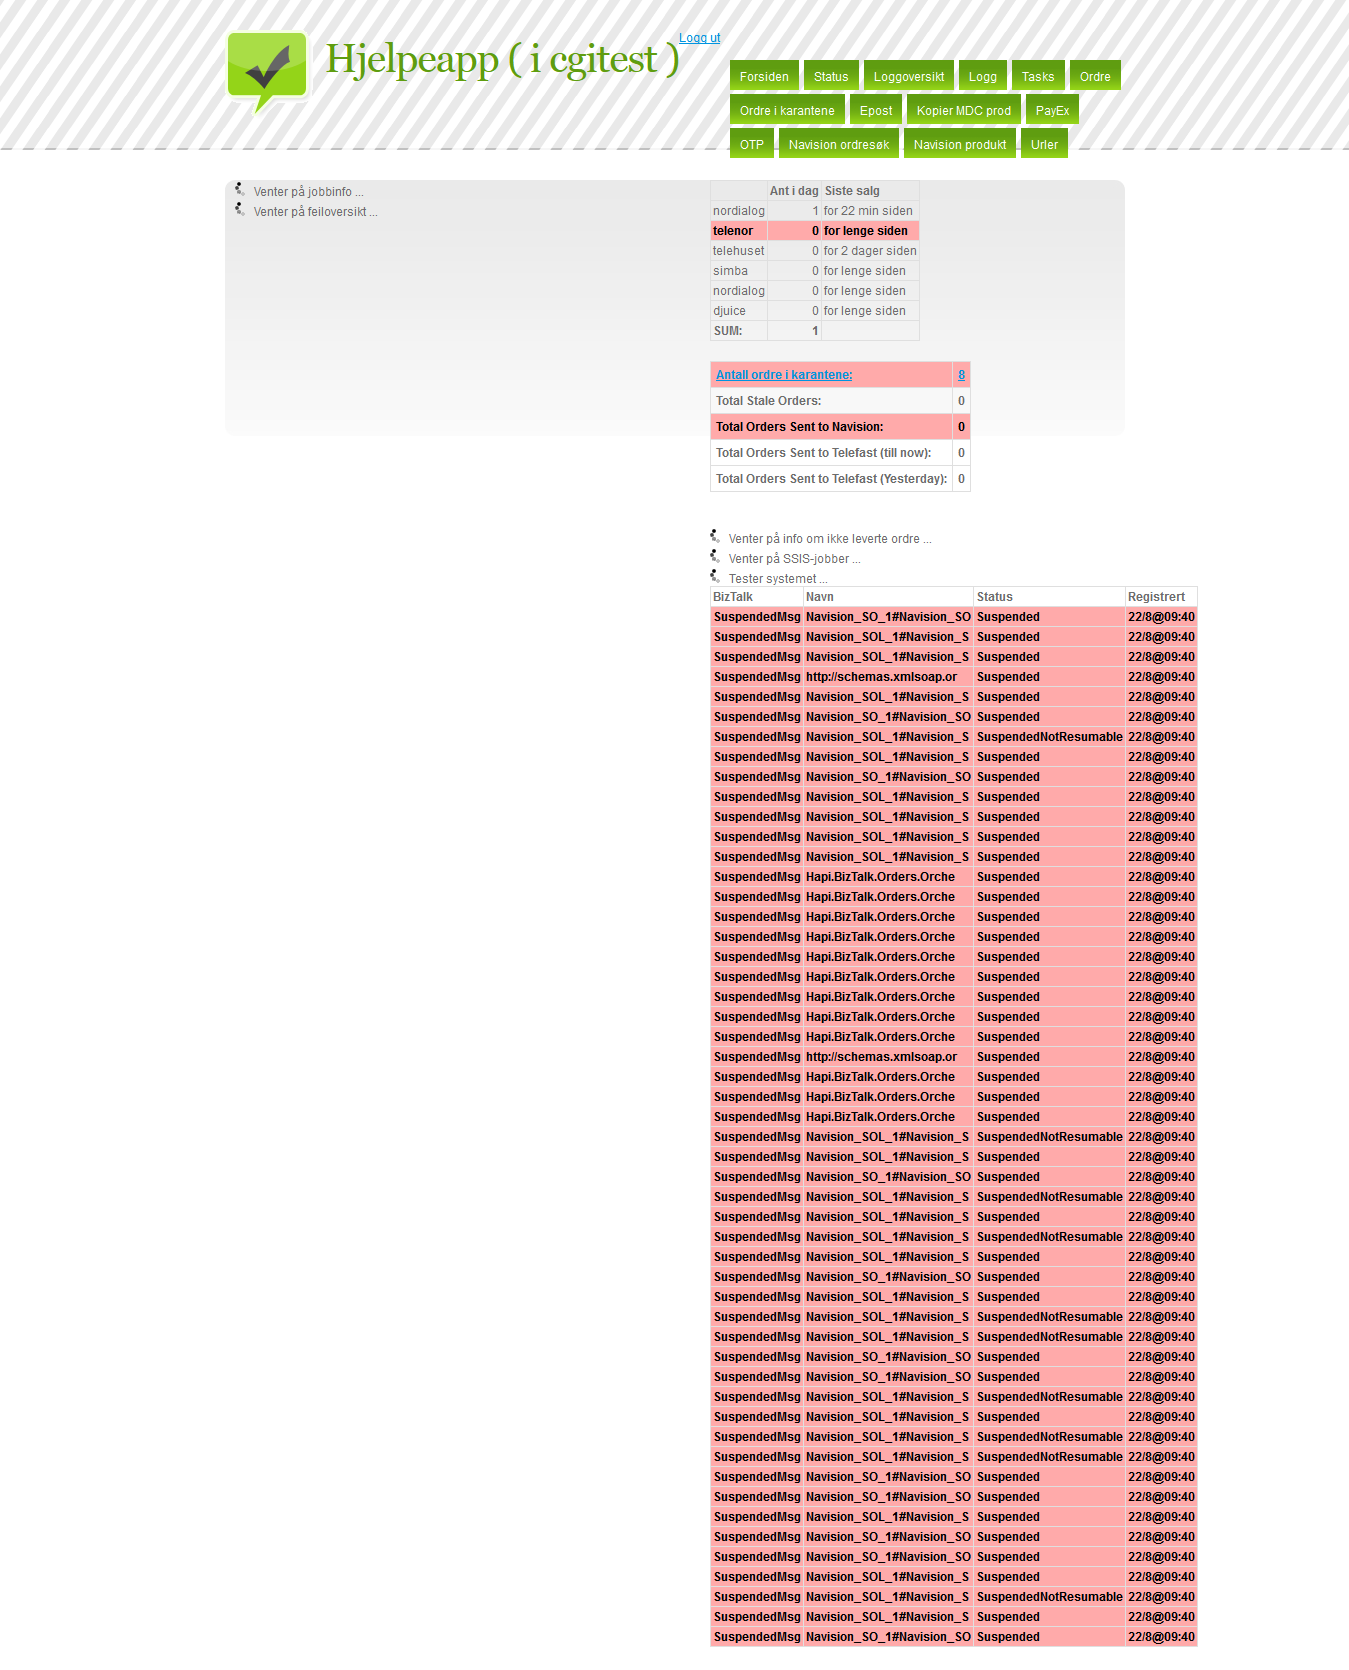 Hjelpeapp ( i cgitest )
Logg ut
Forsiden Status Loggoversikt Logg Tasks Ordre
Ordre i karantene Epost Kopier MDC prod PayEx
OTP Navision ordresøk Navision produkt Urler
Venter på jobbinfo ...
Venter på feiloversikt ...
Ant i dag Siste salg
nordialog 1 for 22 min siden
telenor 0 for lenge siden
telehuset 0 for 2 dager siden
simba 0 for lenge siden
nordialog 0 for lenge siden
djuice 0 for lenge siden
SUM: 1
Antall ordre i karantene: 8
Total Stale Orders: 0
Total Orders Sent to Navision: 0
Total Orders Sent to Telefast (till now): 0
Total Orders Sent to Telefast (Yesterday): 0
Venter på info om ikke leverte ordre ...
Venter på SSIS-jobber ...
Tester systemet ...
BizTalk Navn Status Registrert
SuspendedMsg Navision_SO_1#Navision_SO Suspended 22/8@09:40
SuspendedMsg Navision_SOL_1#Navision_S Suspended 22/8@09:40
SuspendedMsg Navision_SOL_1#Navision_S Suspended 22/8@09:40
SuspendedMsg http://schemas.xmlsoap.or Suspended 22/8@09:40
SuspendedMsg Navision_SOL_1#Navision_S Suspended 22/8@09:40
SuspendedMsg Navision_SO_1#Navision_SO Suspended 22/8@09:40
SuspendedMsg Navision_SOL_1#Navision_S SuspendedNotResumable 22/8@09:40
SuspendedMsg Navision_SOL_1#Navision_S Suspended 22/8@09:40
SuspendedMsg Navision_SO_1#Navision_SO Suspended 22/8@09:40
SuspendedMsg Navision_SOL_1#Navision_S Suspended 22/8@09:40
SuspendedMsg Navision_SOL_1#Navision_S Suspended 22/8@09:40
SuspendedMsg Navision_SOL_1#Navision_S Suspended 22/8@09:40
SuspendedMsg Navision_SOL_1#Navision_S Suspended 22/8@09:40
SuspendedMsg Hapi.BizTalk.Orders.Orche Suspended 22/8@09:40
SuspendedMsg Hapi.BizTalk.Orders.Orche Suspended 22/8@09:40
SuspendedMsg Hapi.BizTalk.Orders.Orche Suspended 22/8@09:40
SuspendedMsg Hapi.BizTalk.Orders.Orche Suspended 22/8@09:40
SuspendedMsg Hapi.BizTalk.Orders.Orche Suspended 22/8@09:40
SuspendedMsg Hapi.BizTalk.Orders.Orche Suspended 22/8@09:40
SuspendedMsg Hapi.BizTalk.Orders.Orche Suspended 22/8@09:40
SuspendedMsg Hapi.BizTalk.Orders.Orche Suspended 22/8@09:40
SuspendedMsg Hapi.BizTalk.Orders.Orche Suspended 22/8@09:40
SuspendedMsg http://schemas.xmlsoap.or Suspended 22/8@09:40
SuspendedMsg Hapi.BizTalk.Orders.Orche Suspended 22/8@09:40
SuspendedMsg Hapi.BizTalk.Orders.Orche Suspended 22/8@09:40
SuspendedMsg Hapi.BizTalk.Orders.Orche Suspended 22/8@09:40
SuspendedMsg Navision_SOL_1#Navision_S SuspendedNotResumable 22/8@09:40
SuspendedMsg Navision_SOL_1#Navision_S Suspended 22/8@09:40
SuspendedMsg Navision_SO_1#Navision_SO Suspended 22/8@09:40
SuspendedMsg Navision_SOL_1#Navision_S SuspendedNotResumable 22/8@09:40
SuspendedMsg Navision_SOL_1#Navision_S Suspended 22/8@09:40
SuspendedMsg Navision_SOL_1#Navision_S SuspendedNotResumable 22/8@09:40
SuspendedMsg Navision_SOL_1#Navision_S Suspended 22/8@09:40
SuspendedMsg Navision_SO_1#Navision_SO Suspended 22/8@09:40
SuspendedMsg Navision_SOL_1#Navision_S Suspended 22/8@09:40
SuspendedMsg Navision_SOL_1#Navision_S SuspendedNotResumable 22/8@09:40
SuspendedMsg Navision_SOL_1#Navision_S SuspendedNotResumable 22/8@09:40
SuspendedMsg Navision_SO_1#Navision_SO Suspended 22/8@09:40
SuspendedMsg Navision_SO_1#Navision_SO Suspended 22/8@09:40
SuspendedMsg Navision_SOL_1#Navision_S SuspendedNotResumable 22/8@09:40
SuspendedMsg Navision_SOL_1#Navision_S Suspended 22/8@09:40
SuspendedMsg Navision_SOL_1#Navision_S SuspendedNotResumable 22/8@09:40
SuspendedMsg Navision_SOL_1#Navision_S SuspendedNotResumable 22/8@09:40
SuspendedMsg Navision_SO_1#Navision_SO Suspended 22/8@09:40
SuspendedMsg Navision_SO_1#Navision_SO Suspended 22/8@09:40
SuspendedMsg Navision_SOL_1#Navision_S Suspended 22/8@09:40
SuspendedMsg Navision_SO_1#Navision_SO Suspended 22/8@09:40
SuspendedMsg Navision_SO_1#Navision_SO Suspended 22/8@09:40
SuspendedMsg Navision_SOL_1#Navision_S Suspended 22/8@09:40
SuspendedMsg Navision_SOL_1#Navision_S SuspendedNotResumable 22/8@09:40
SuspendedMsg Navision_SOL_1#Navision_S Suspended 22/8@09:40
SuspendedMsg Navision_SO_1#Navision_SO Suspended 22/8@09:40